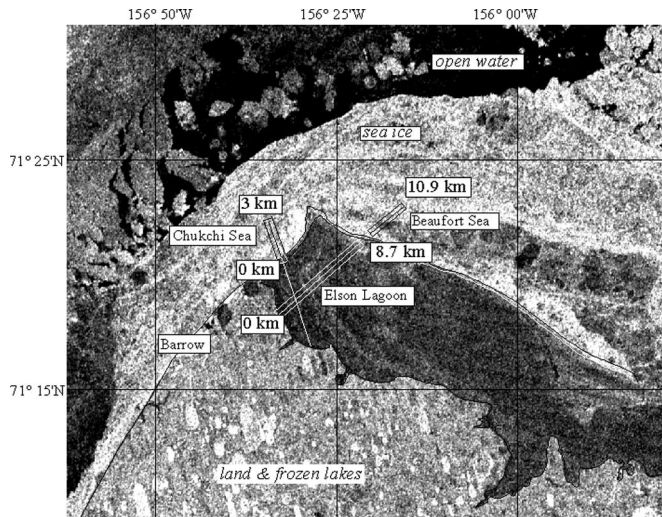 156° 50'W 156° 25'W 156° 00'W
open water
sea ice
71° 25'N
10.9 km
3 km
Beaufort Sea
Chukchi Sea
8.7 km
0 km
Elson Lagoon
0 km
Barrow
71° 15'N
land & frozen lakes